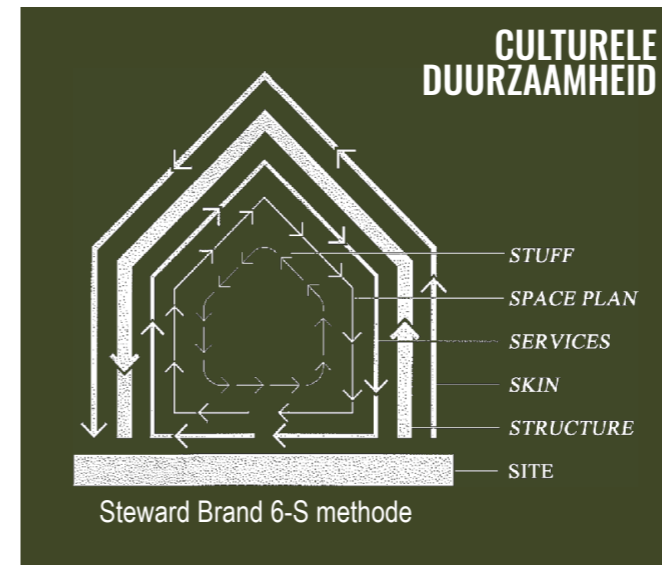 CULTURELE
DUURZAAMHEID
STUFF
SPACE PLAN
SERVICES
SKIN
STRUCTURE
SITE
Steward Brand 6-S methode